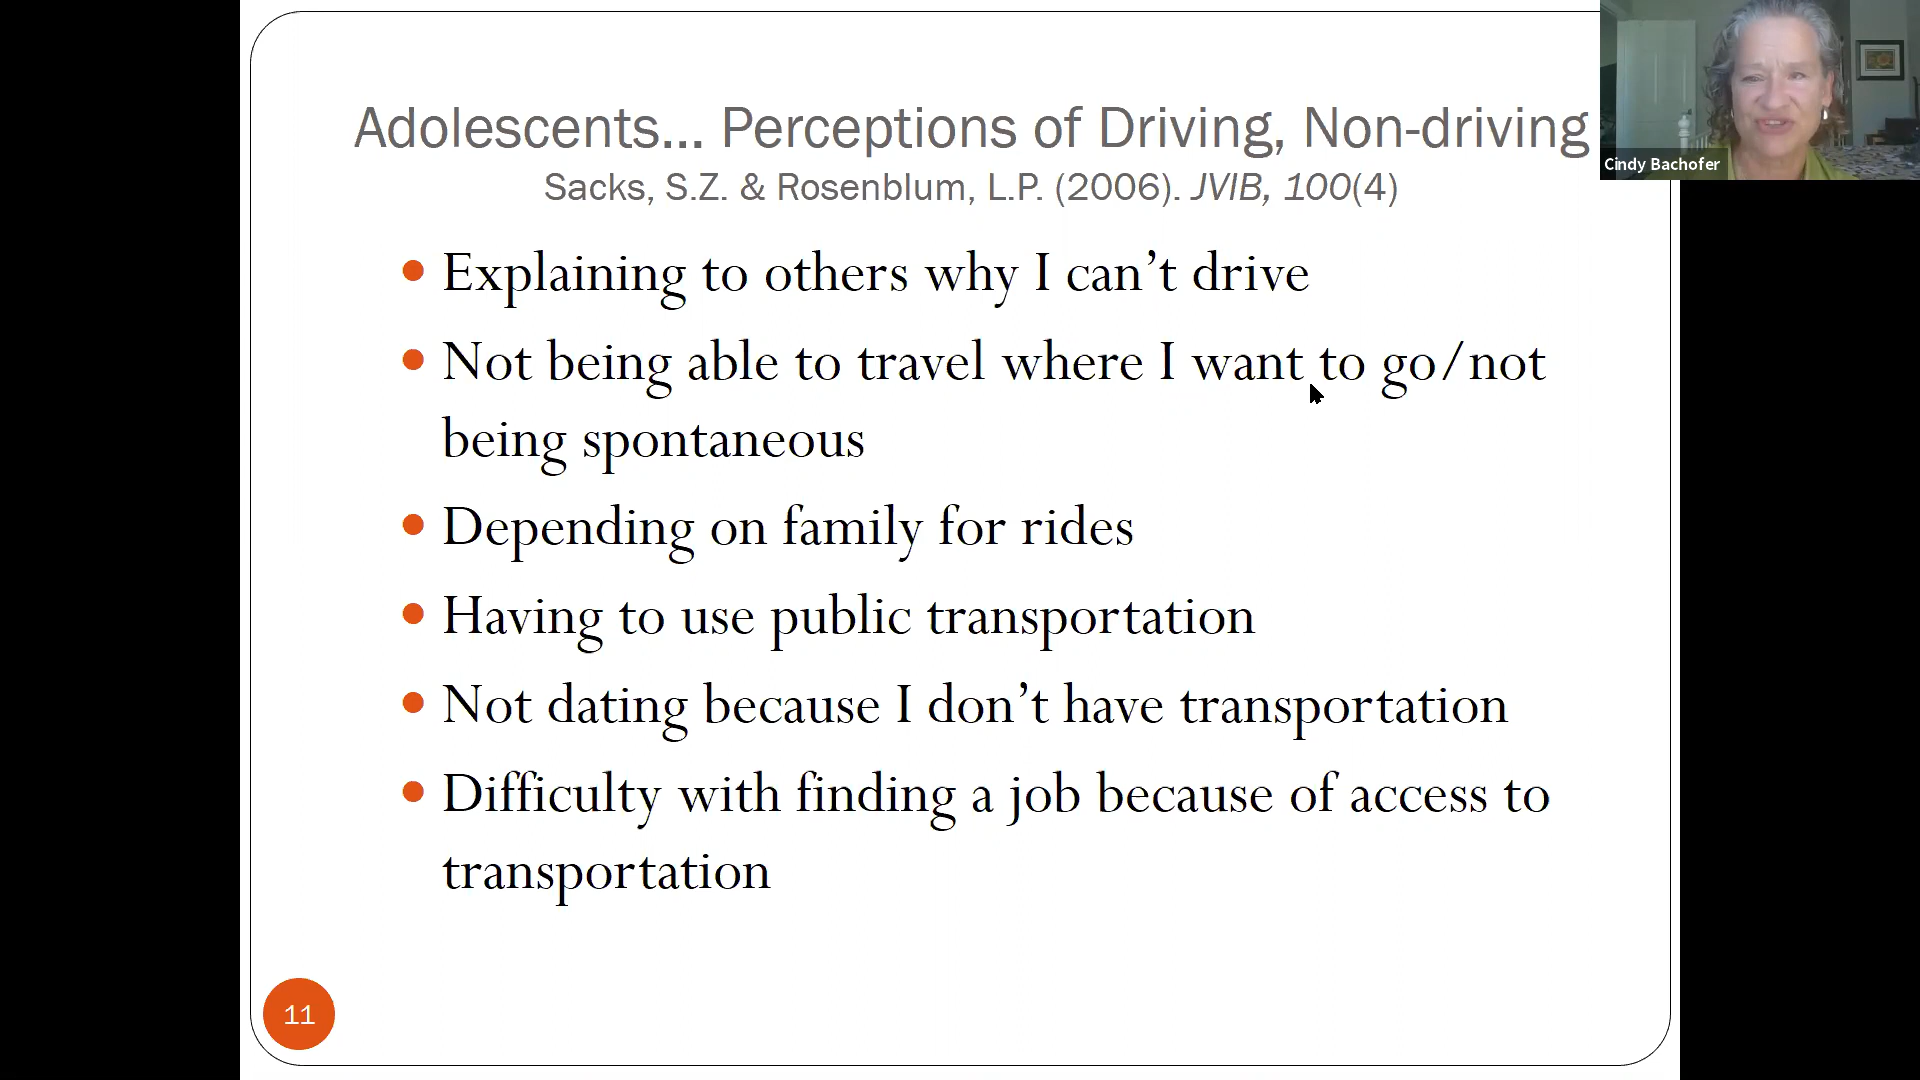 Adolescents... Perceptions of Driving, Non-driving
Sacks, S.Z. & Rosenblum, L.P. (2006). JVIB, 100(4)
Cindy Bachofer
Explaining to others why I can’t drive
Not being able to travel where I want to go/not
being spontaneous
Depending on family for rides
Having to use public transportation
Not dating because I don’t have transportation
Difficulty with finding a job because of access to
transportation
11